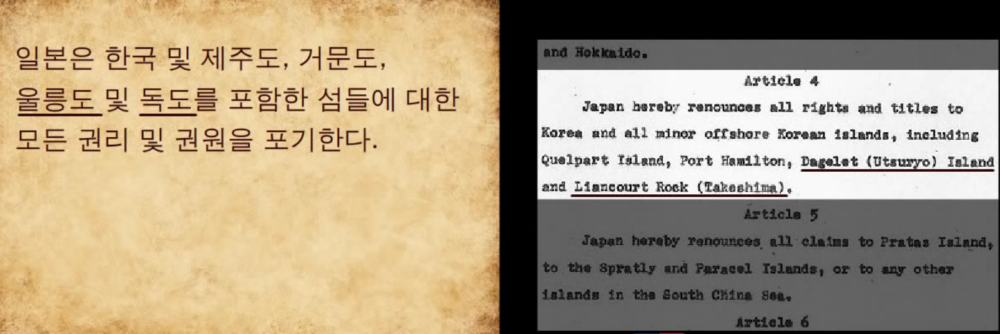 일본은 한국 및 제주도, 거문도,
울릉도 및 독도를 포함한 섬들에 대한
모든 권리 및 권원을 포기한다.
and Hokkaido.
Article 4
Japan hereby renounces all rights and titles to
Korea and all minor offshore Korean islands, including
Quelpart Island, Port Hamilton, Dagelet (Utsuryo) Island
and Liancourt Rock (Takeshima).
Article 5
Japan hereby renounces all claims to Pratas Island,
to the Spratly and Paracel Islands, or to any other
islands in the South China Sea.
Article 6